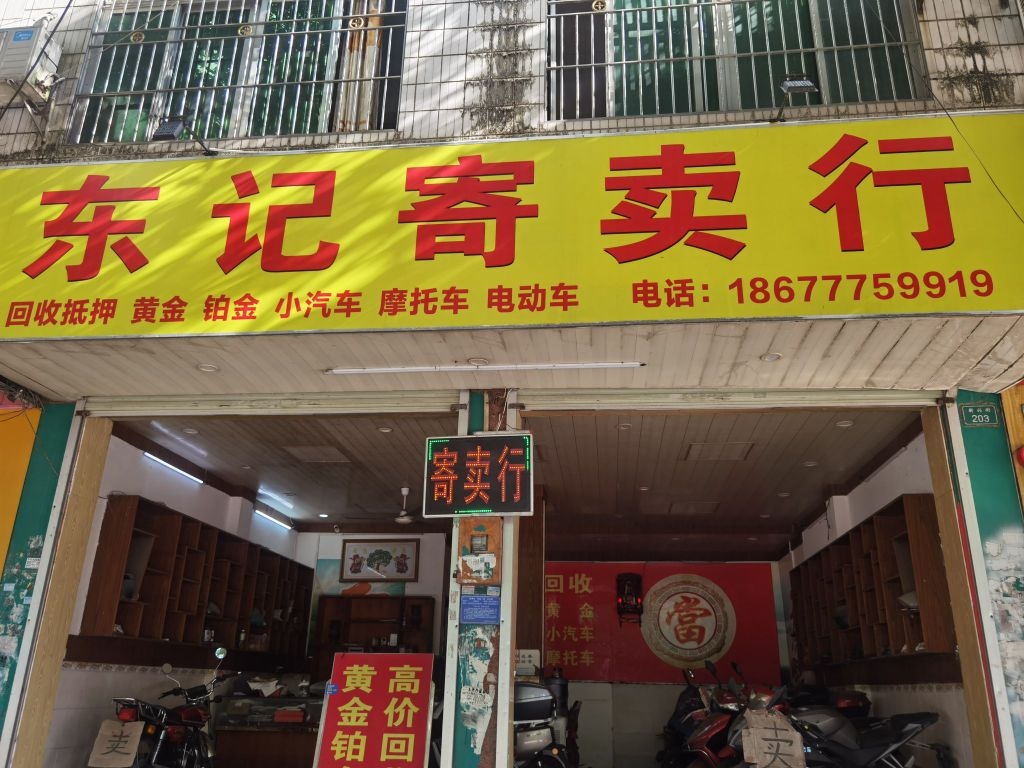 东记寄卖行
回收抵押 黄金 铂金 小汽车 摩托车 电动车 电话：18677759919
203
寄卖行
回收
黄 金
小汽车
摩托车
當
高价回
黄金铂
卖
卖